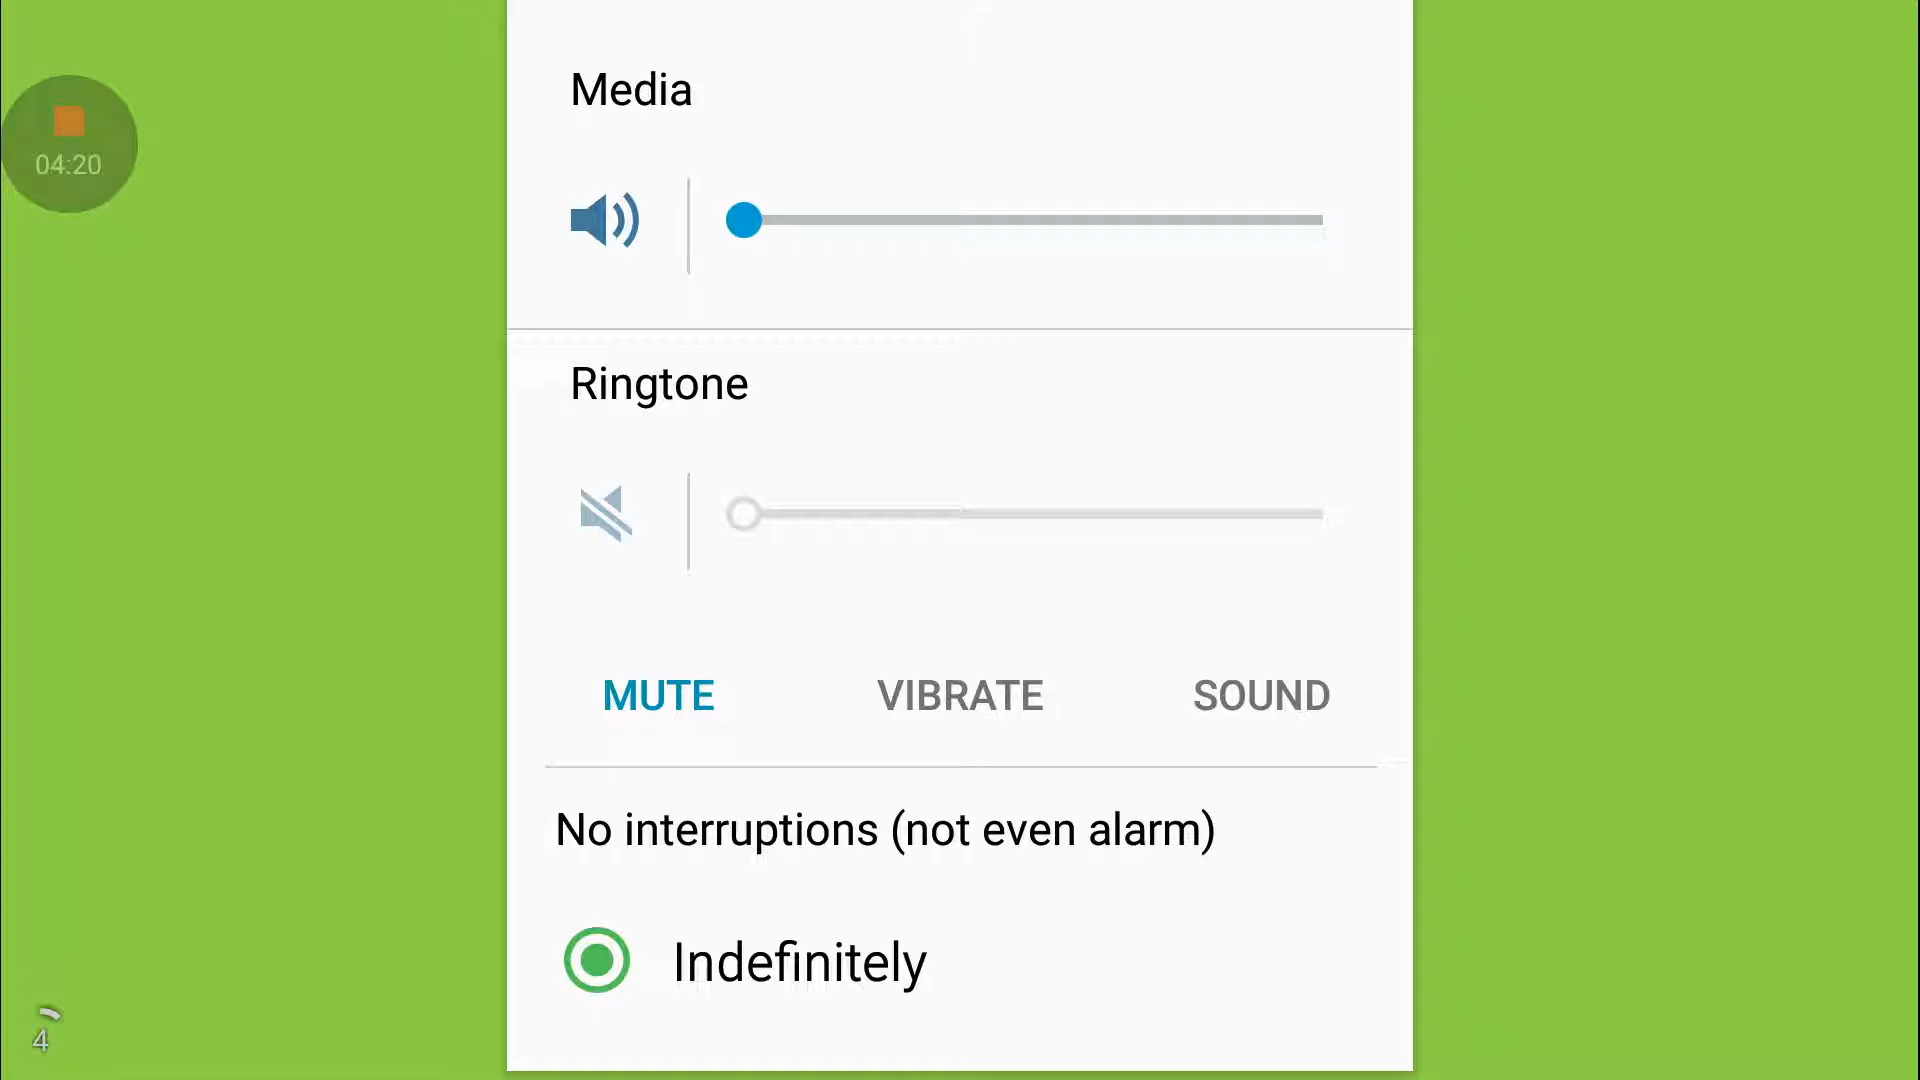 Media
04:20
Ringtone
MUTE VIBRATE SOUND
No interruptions (not even alarm)
Indefinitely
4